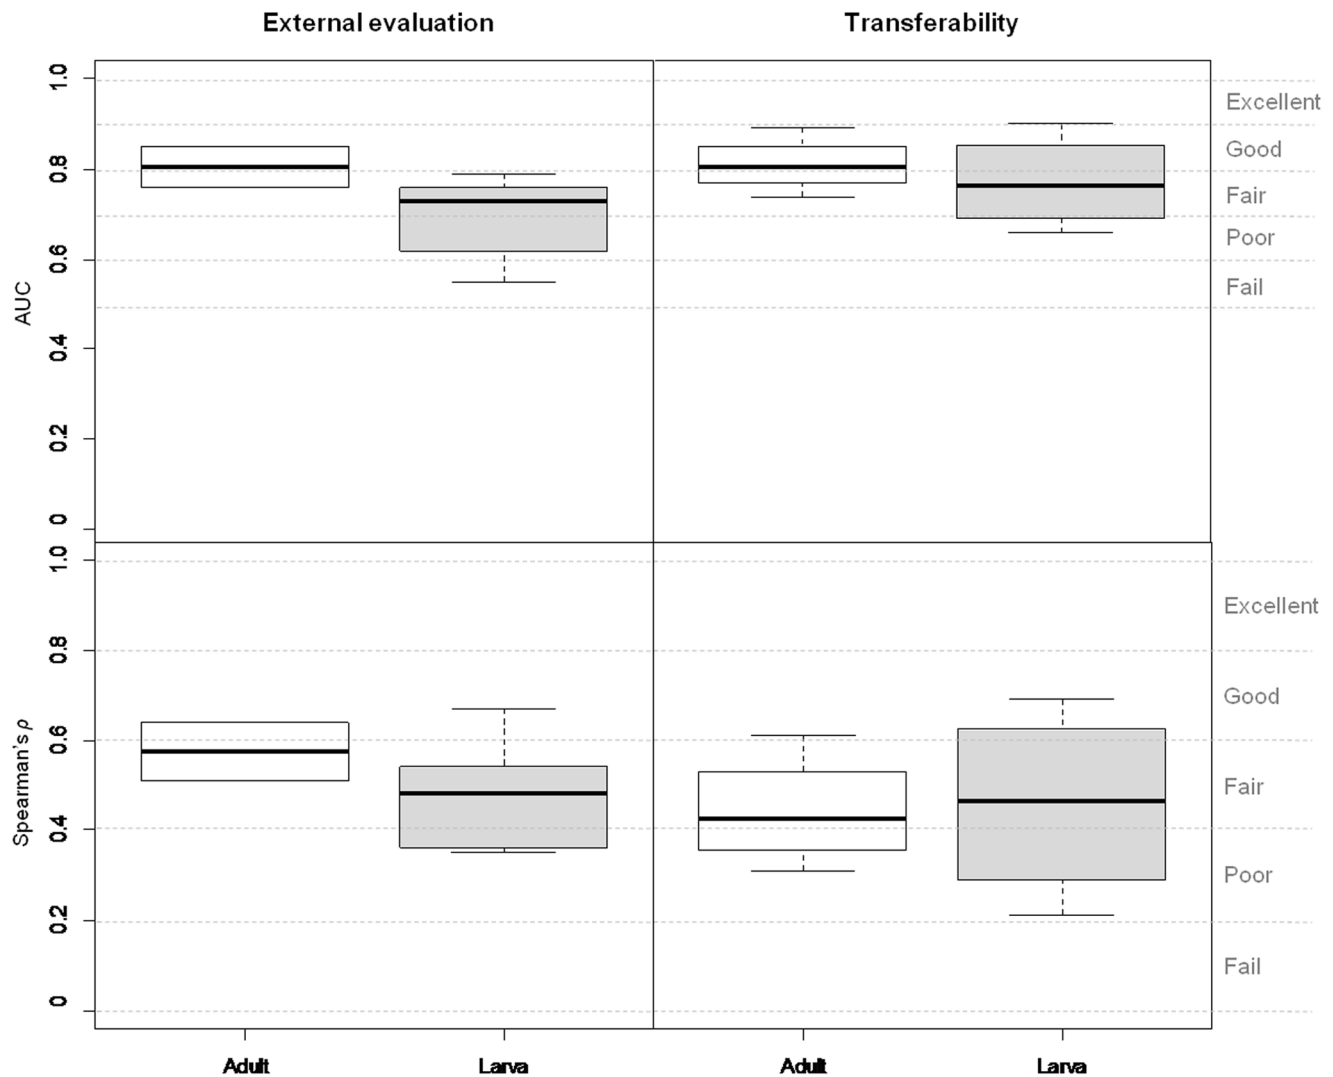 External evaluation
Transferability
AUC
1.0
0.8
0.6
0.4
0.2
0
Excellent
Good
Fair
Poor
Fail
Spearman's ρ
1.0
0.8
0.6
0.4
0.2
0
Excellent
Good
Fair
Poor
Fail
Adult
Larva
Adult
Larva